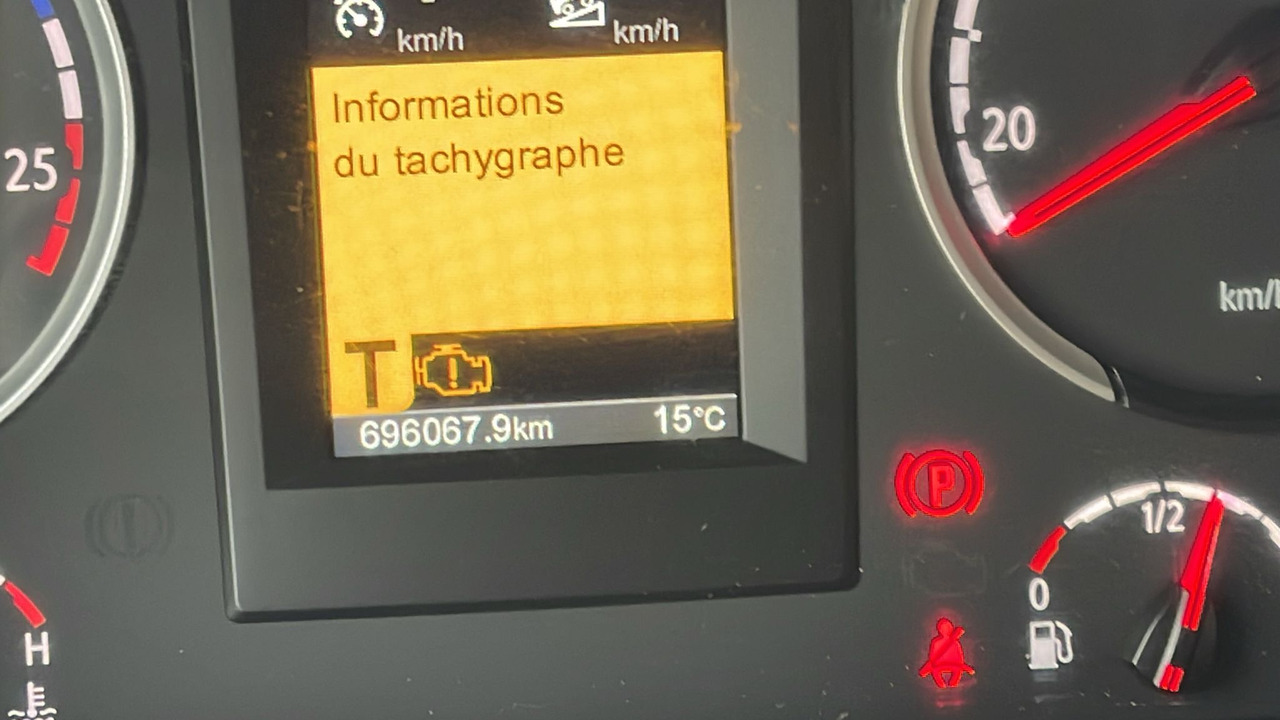 km/h
km/h
Informations
du tachygraphe
T
696067.9km
15°C
25
20
km/h
P
1/2
0
H